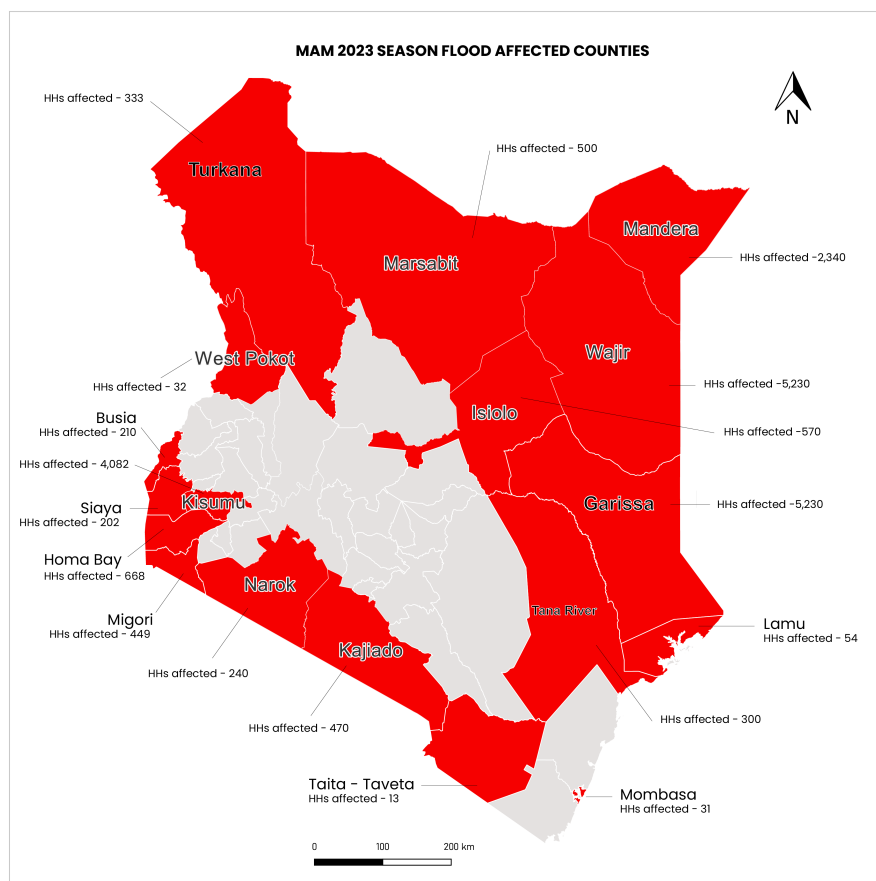 MAM 2023 SEASON FLOOD AFFECTED COUNTIES
N
HHs affected - 333
Turkana
HHs affected - 500
Marsabit
Mandera
HHs affected -2,340
West Pokot
HHs affected - 32
Wajir
HHs affected -5,230
Isiolo
HHs affected -570
Busia
HHs affected - 210
HHs affected - 4,082
Kisumu
Siaya
HHs affected - 202
Garissa
HHs affected -5,230
Homa Bay
HHs affected - 668
Narok
Migori
HHs affected - 449
HHs affected - 240
Tana River
Lamu
HHs affected - 54
Kajiado
HHs affected - 470
HHs affected - 300
Taita - Taveta
HHs affected - 13
Mombasa
HHs affected - 31
0
100
200 km